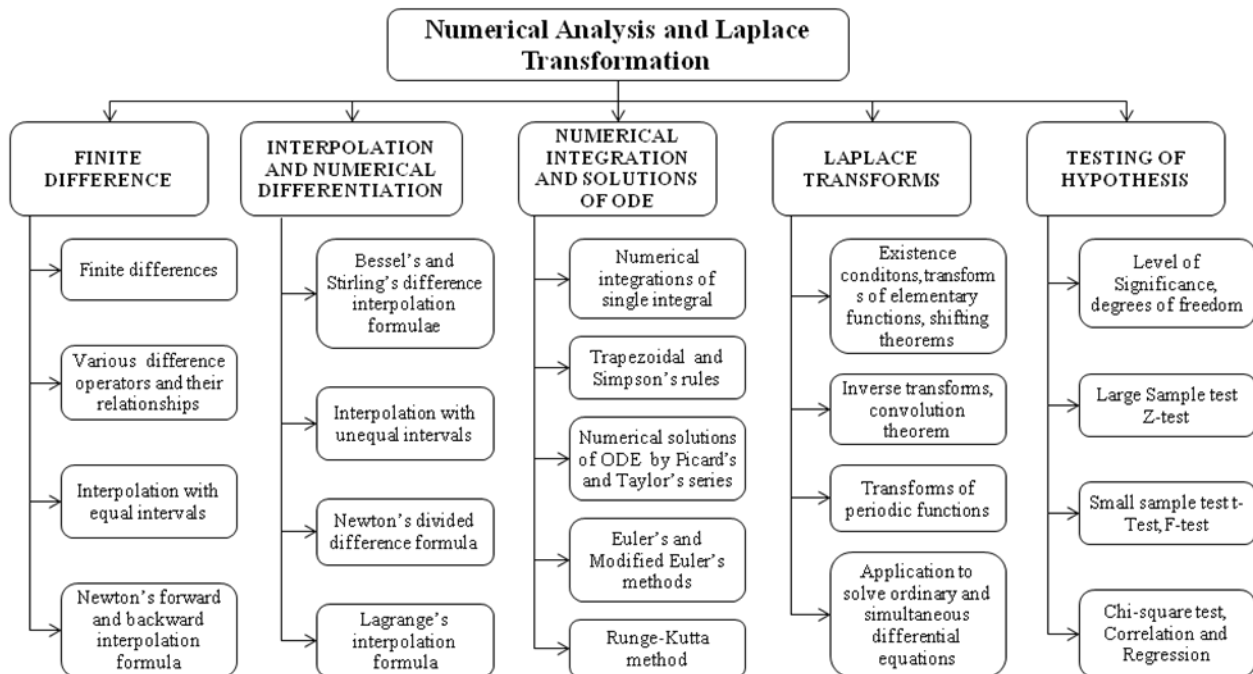 Numerical Analysis and Laplace
Transformation
FINITE
DIFFERENCE
Finite differences
Various difference
operators and their
relationships
Interpolation with
equal intervals
Newton's forward
and backward
interpolation
formula
INTERPOLATION
AND NUMERICAL
DIFFERENTIATION
Bessel's and
Stirling's difference
interpolation
formulae
Interpolation with
unequal intervals
Newton's divided
difference formula
Lagrange's
interpolation
formula
NUMERICAL
INTEGRATION
AND SOLUTIONS
OF ODE
Numerical
integrations of
single integral
Trapezoidal and
Simpson's rules
Numerical solutions
of ODE by Picard's
and Taylor's series
Euler's and
Modified Euler's
methods
Runge-Kutta
method
LAPLACE
TRANSFORMS
Existence
conditons, transform
s of elementary
functions, shifting
theorems
Inverse transforms,
convolution
theorem
Transforms of
periodic functions
Application to
solve ordinary and
simultaneous
differential
equations
TESTING OF
HYPOTHESIS
Level of
Significance,
degrees of freedom
Large Sample test
Z-test
Small sample test t-
Test, F-test
Chi-square test,
Correlation and
Regression